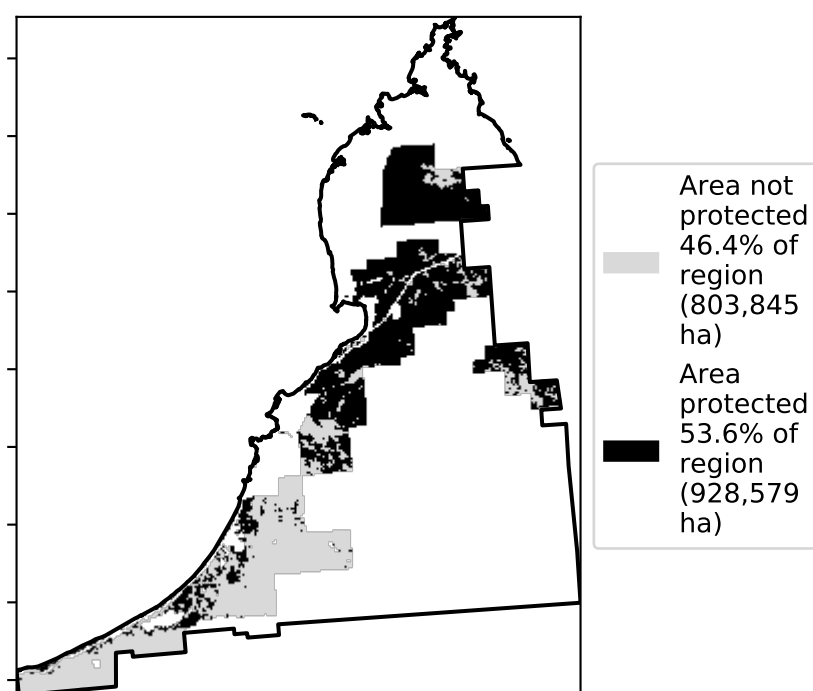 Area not
protected
46.4% of
region
(803,845
ha)
Area
protected
53.6% of
region
(928,579
ha)